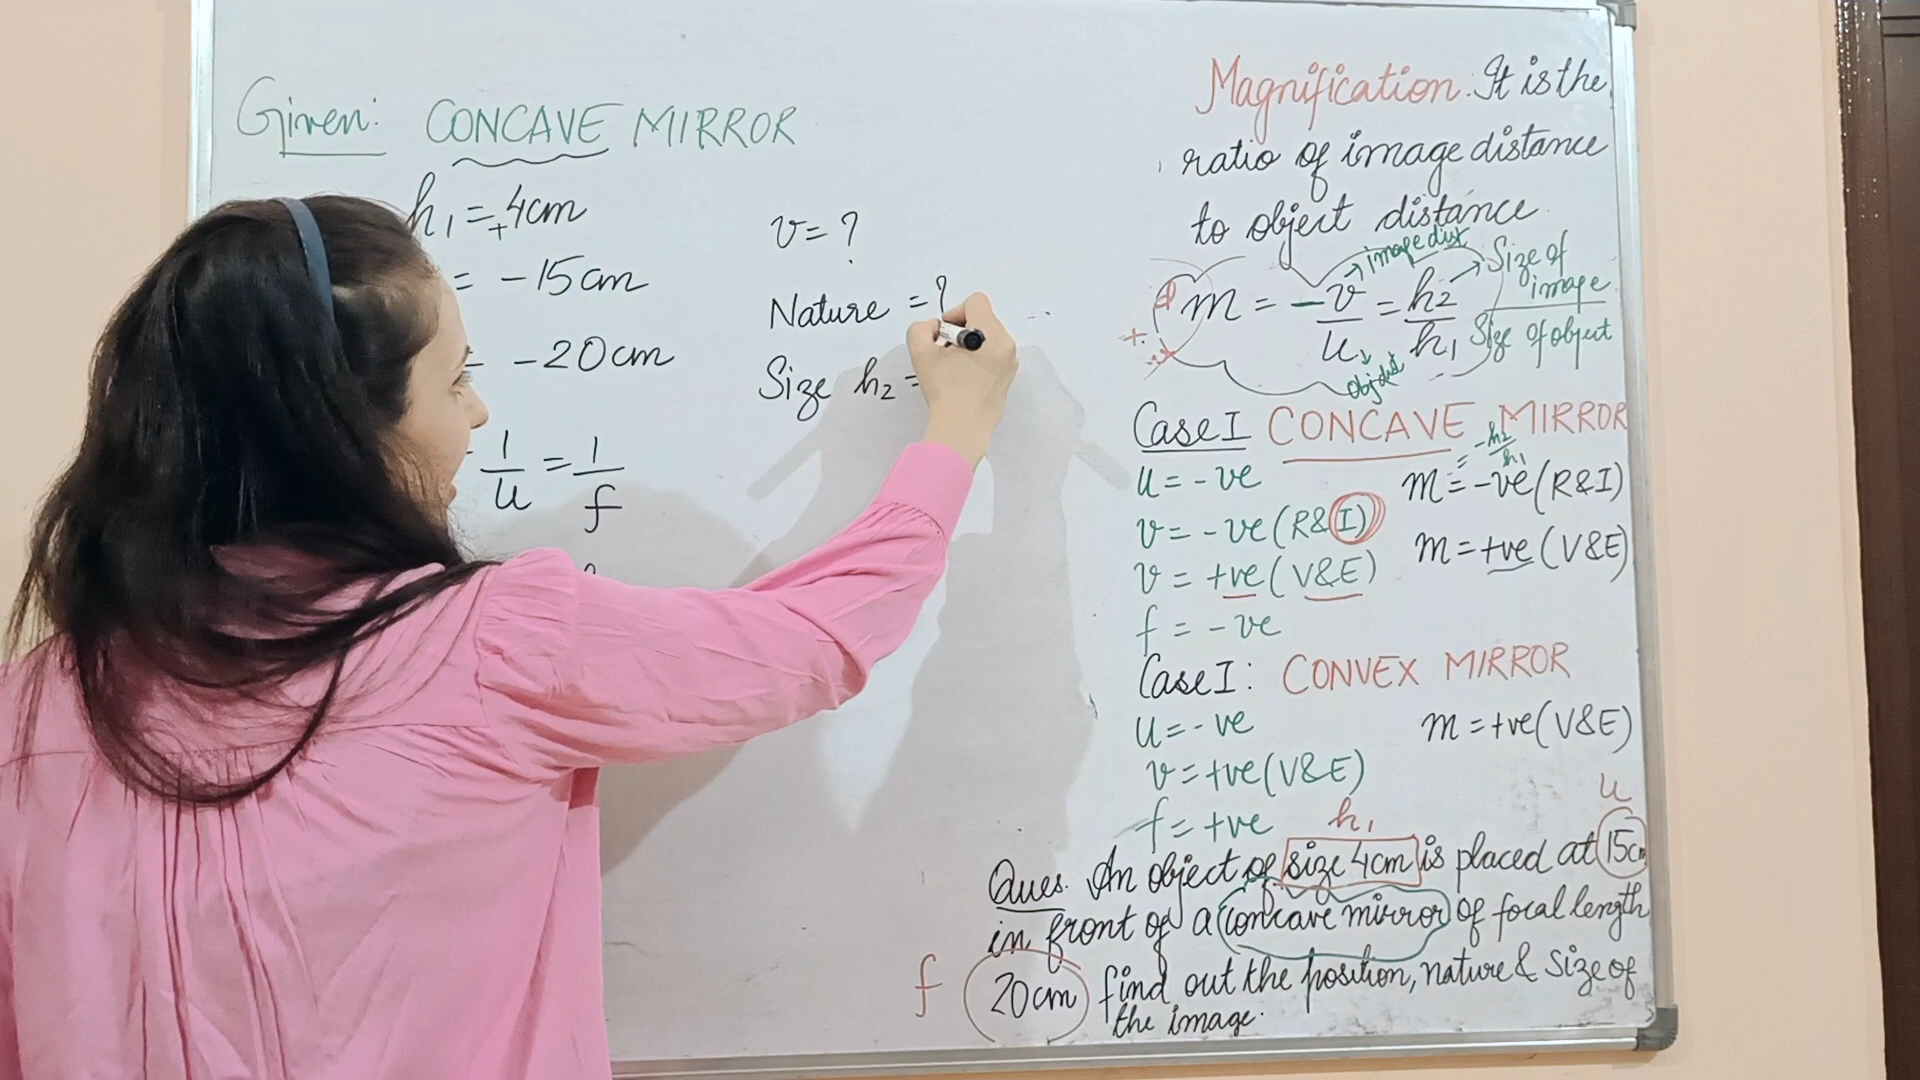 Given: CONCAVE MIRROR
h1 = +4cm
= -15cm
= -20cm
1/u = 1/f
v = ?
Nature = ?
Size h2 =
Magnification: It is the
ratio of image distance
to object distance.
m = -v/u = h2/h1
image dist
Obj dist
Size of image
Size of object
Case I CONCAVE MIRROR
u = -ve
v = -ve (R&I)
v = +ve (V&E)
f = -ve
= -h2/h1
m = -ve (R&I)
m = +ve (V&E)
Case I: CONVEX MIRROR
u = -ve
v = +ve (V&E)
f = +ve
m = +ve (V&E)
h1
u
Ques. An object of size 4cm is placed at 15cm
in front of a concave mirror of focal length
f 20cm find out the position, nature & size of
the image.